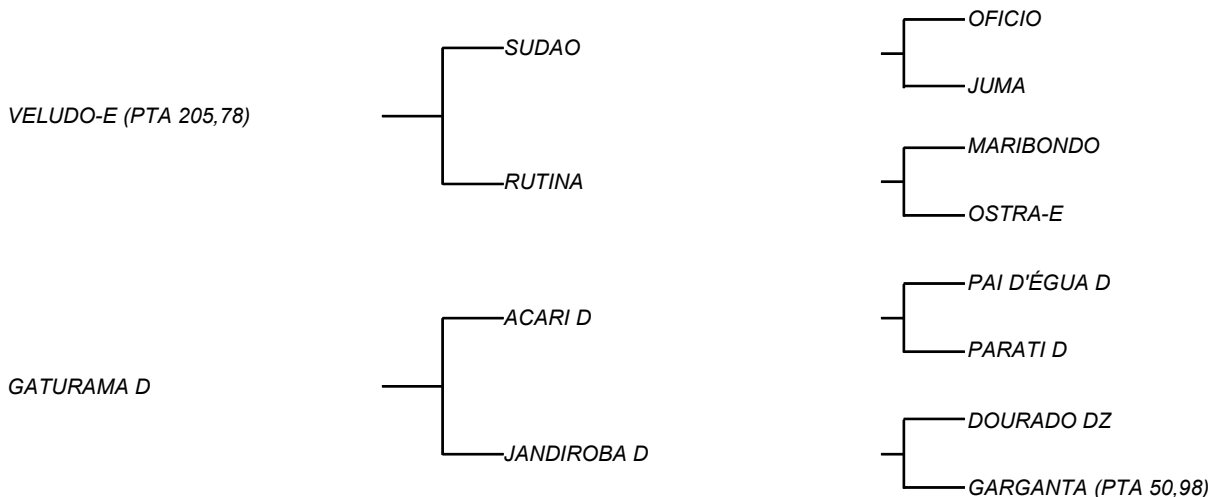 OFICIO
SUDAO
JUMA
VELUDO-E (PTA 205,78)
MARIBONDO
RUTINA
OSTRA-E
PAI D'ÉGUA D
ACARI D
PARATI D
GATURAMA D
DOURADO DZ
JANDIROBA D
GARGANTA (PTA 50,98)